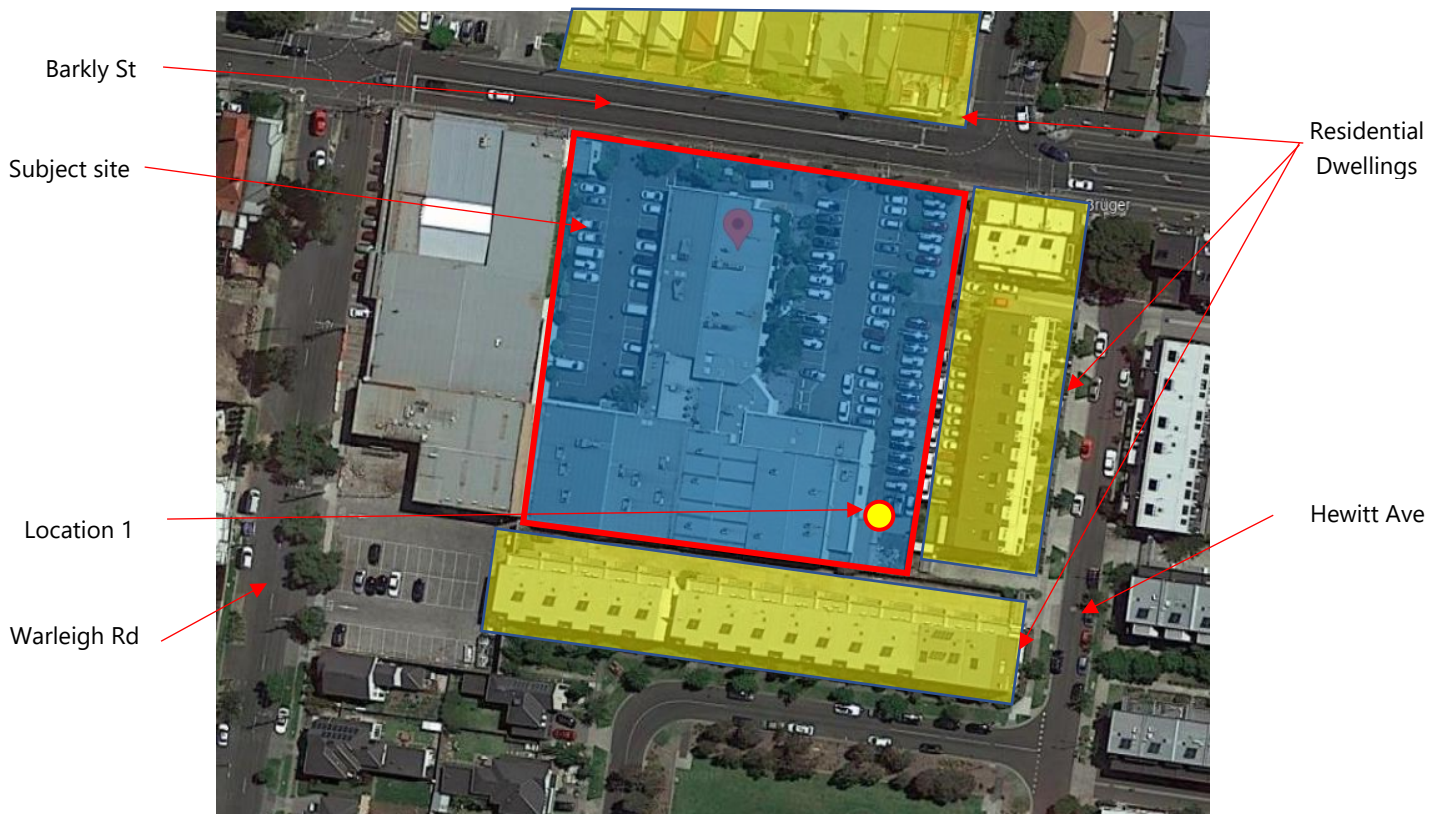 Barkly St
Subject site
Location 1
Warleigh Rd
Residential
Dwellings
Hewitt Ave
Bruger